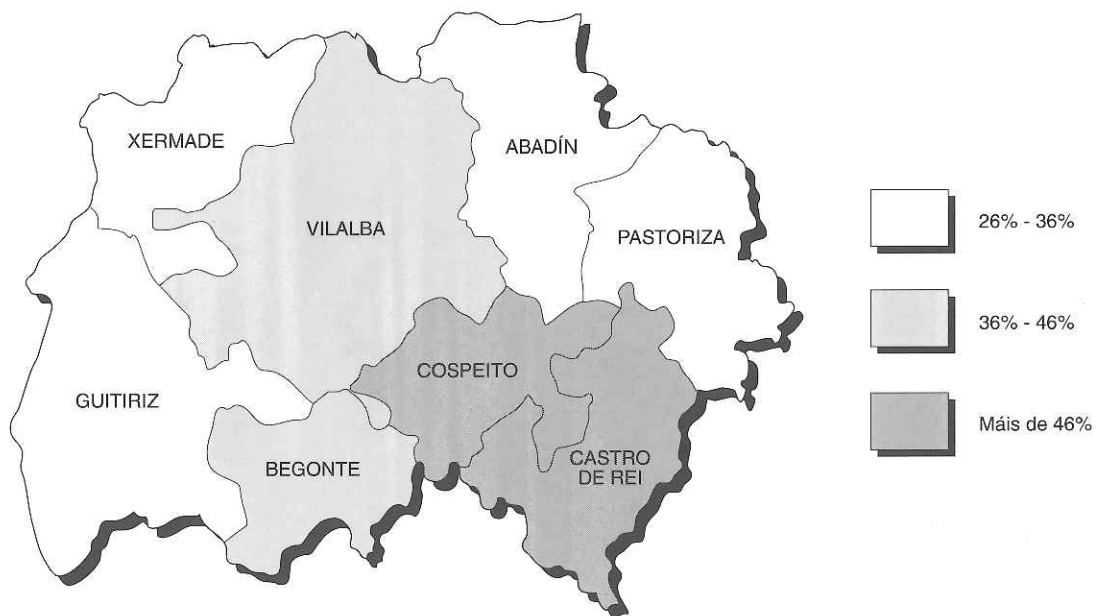 XERMADE
ABADÍN
VILALBA
PASTORIZA
GUITIRIZ
COSPEITO
BEGONTE
CASTRO
DE REI
26% - 36%
36% - 46%
Máis de 46%